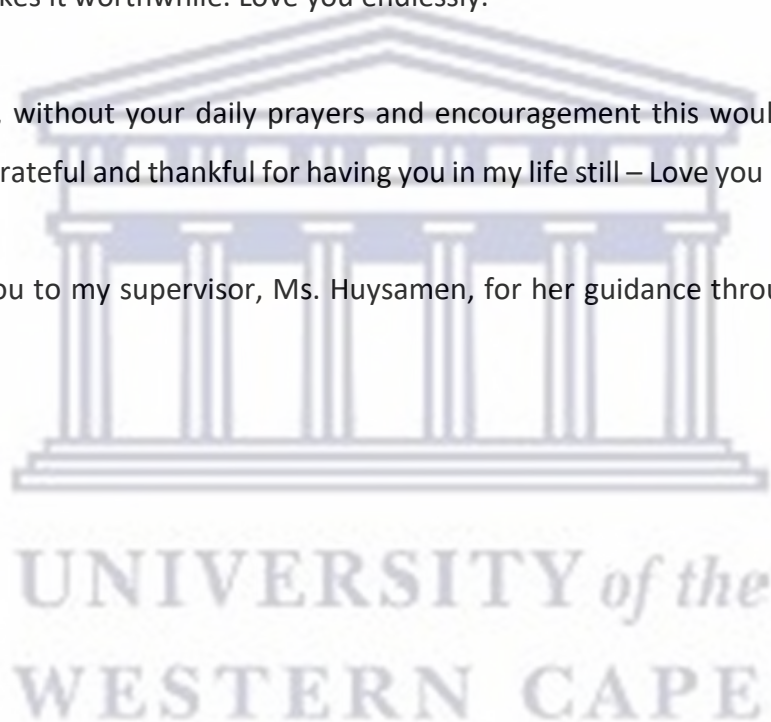 kes it worthwhile. Love you endlessly.
without your daily prayers and encouragement this woul
rateful and thankful for having you in my life still – Love you
ou to my supervisor, Ms. Huysamen, for her guidance throu
UNIVERSITY of the
WESTERN CAPE